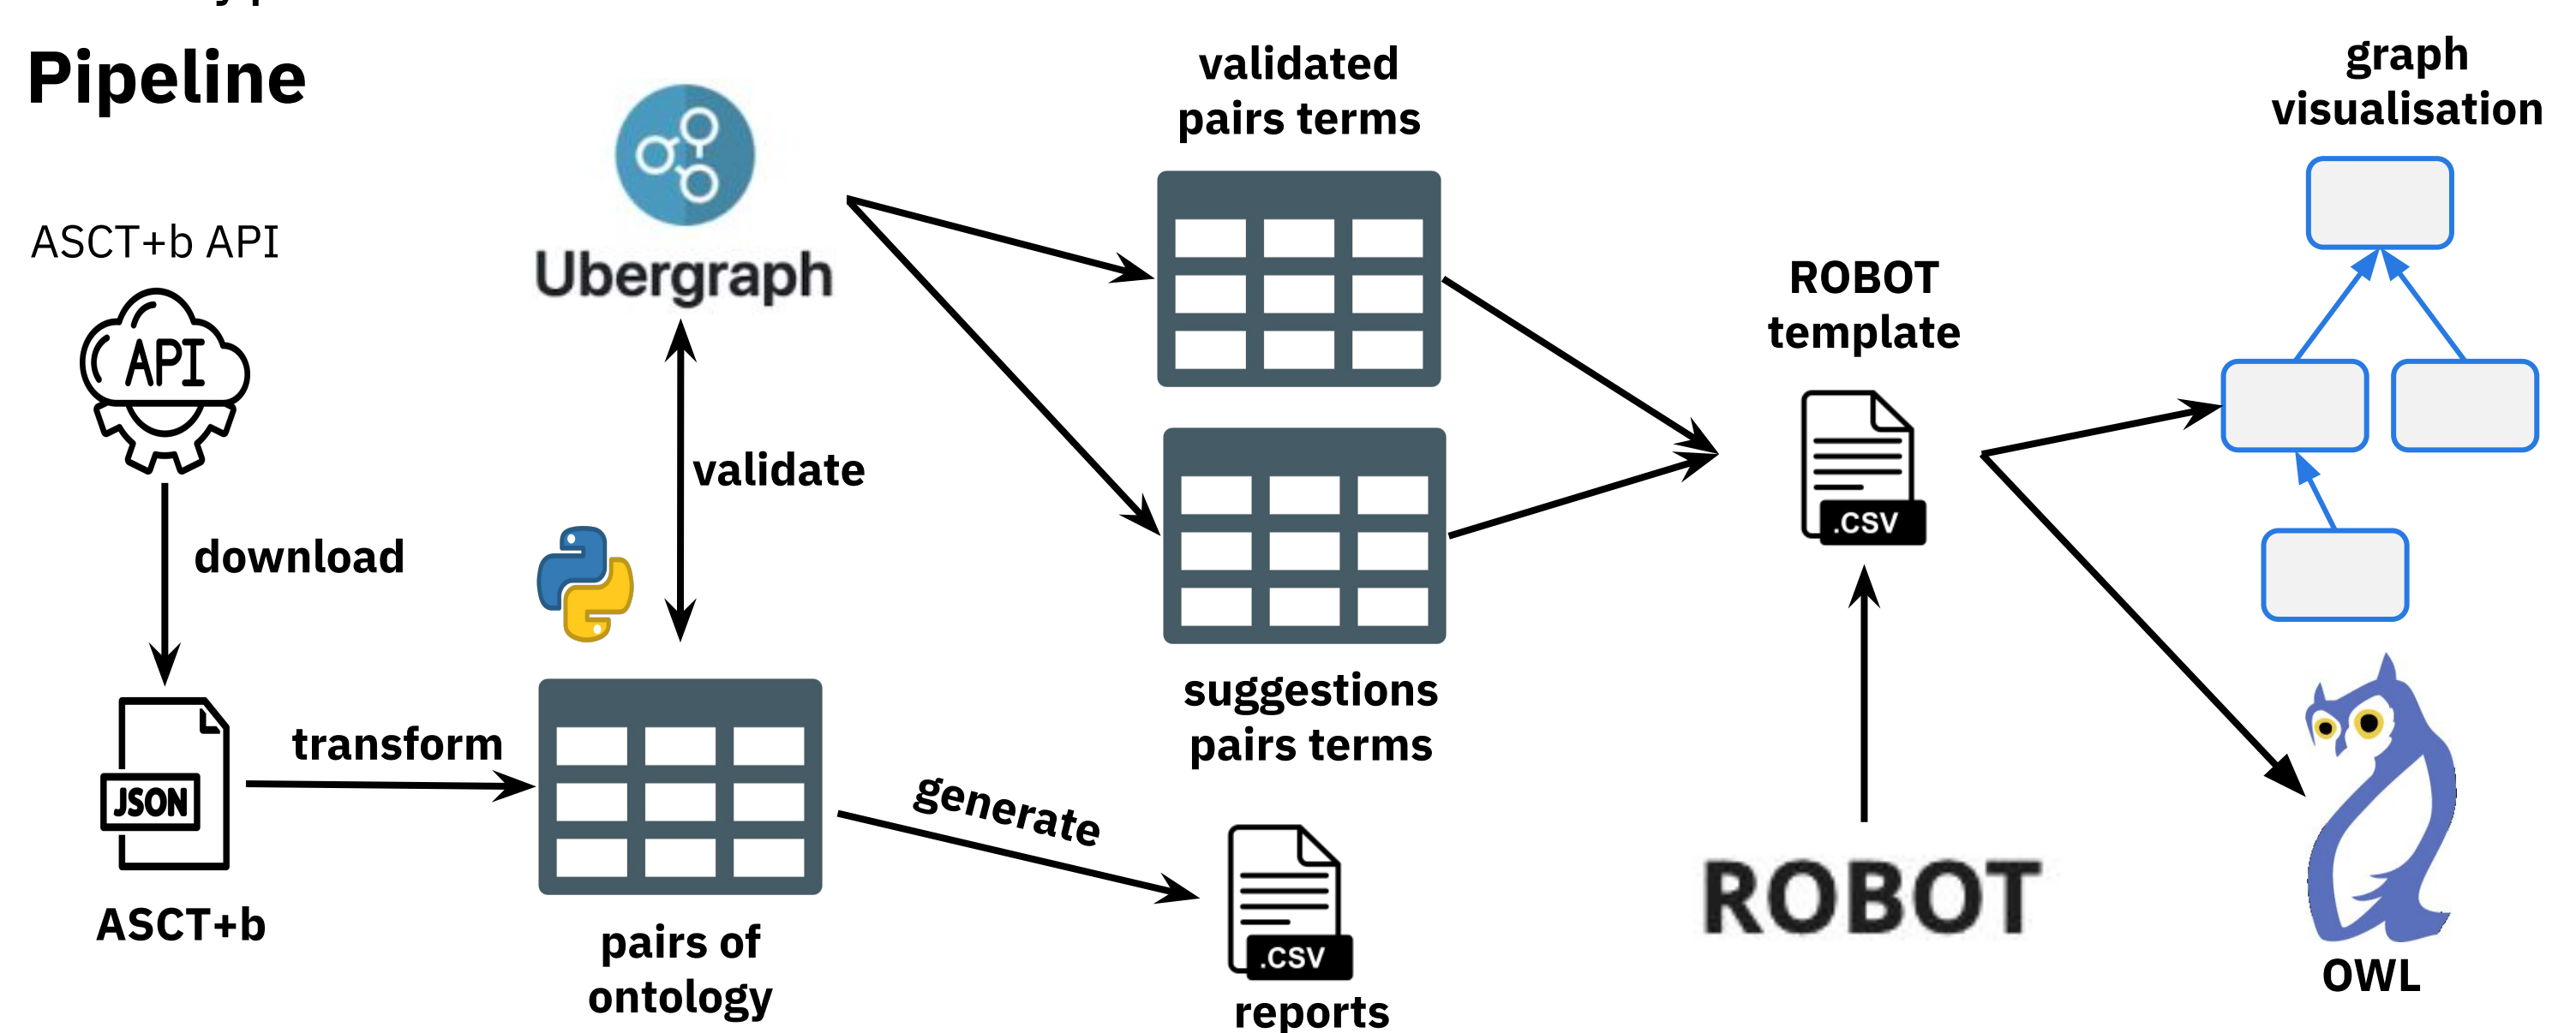 Pipeline
ASCT+b API
API
download
JSON
ASCT+b
transform
Ubergraph
validate
pairs of
ontology
generate
validated
pairs terms
suggestions
pairs terms
.CSV
reports
ROBOT
template
.CSV
ROBOT
graph
visualisation
OWL